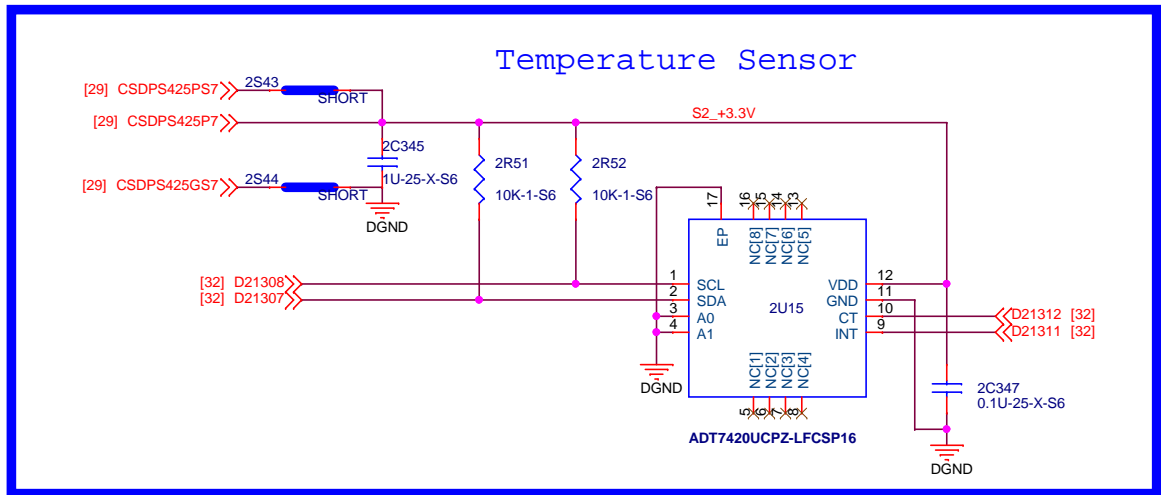 Temperature Sensor
[29] CSDPS425PS7
2S43
SHORT
[29] CSDPS425P7
S2_+3.3V
2C345
1U-25-X-S6
2R51
10K-1-S6
2R52
10K-1-S6
[29] CSDPS425GS7
2S44
SHORT
DGND
17
16
15
14
13
EP
NC[8]
NC[7]
NC[6]
NC[5]
[32] D21308
1
SCL
VDD
12
[32] D21307
2
SDA
GND
11
3
A0
2U15
CT
10
D21312 [32]
4
A1
INT
9
D21311 [32]
DGND
NC[1]
NC[2]
NC[3]
NC[4]
5
6
7
8
2C347
0.1U-25-X-S6
ADT7420UCPZ-LFCSP16
DGND